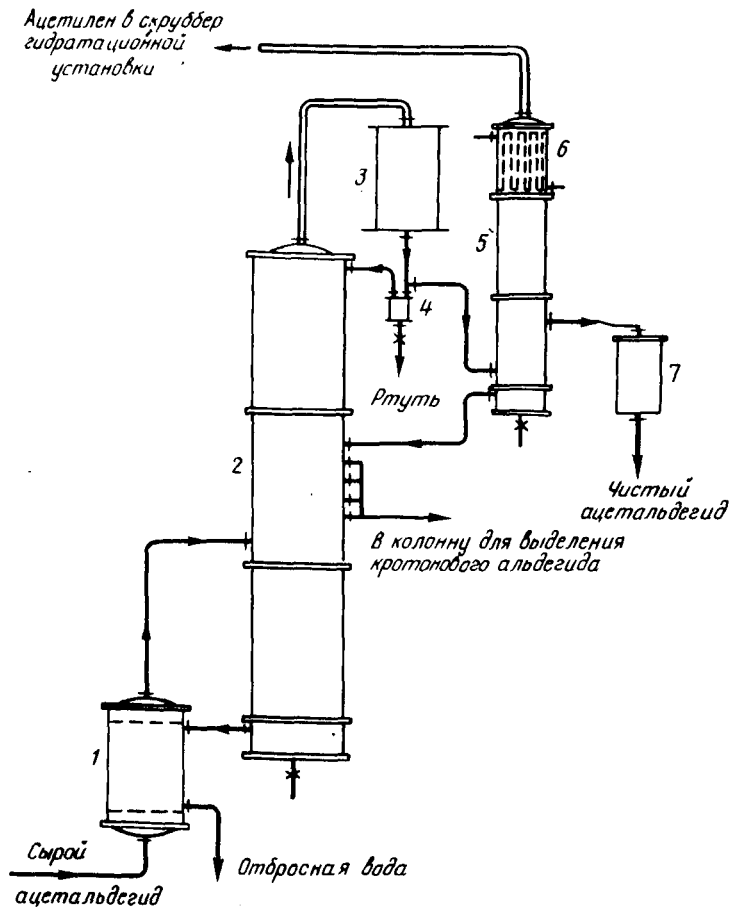 Ацетилен в скруббер
гидратационной
установки
6
3
5
4
Ртуть
7
2
Чистый
ацетальдегид
В колонну для выделения
кротонового альдегида
1
Сырой
ацетальдегид
Отбросная вода